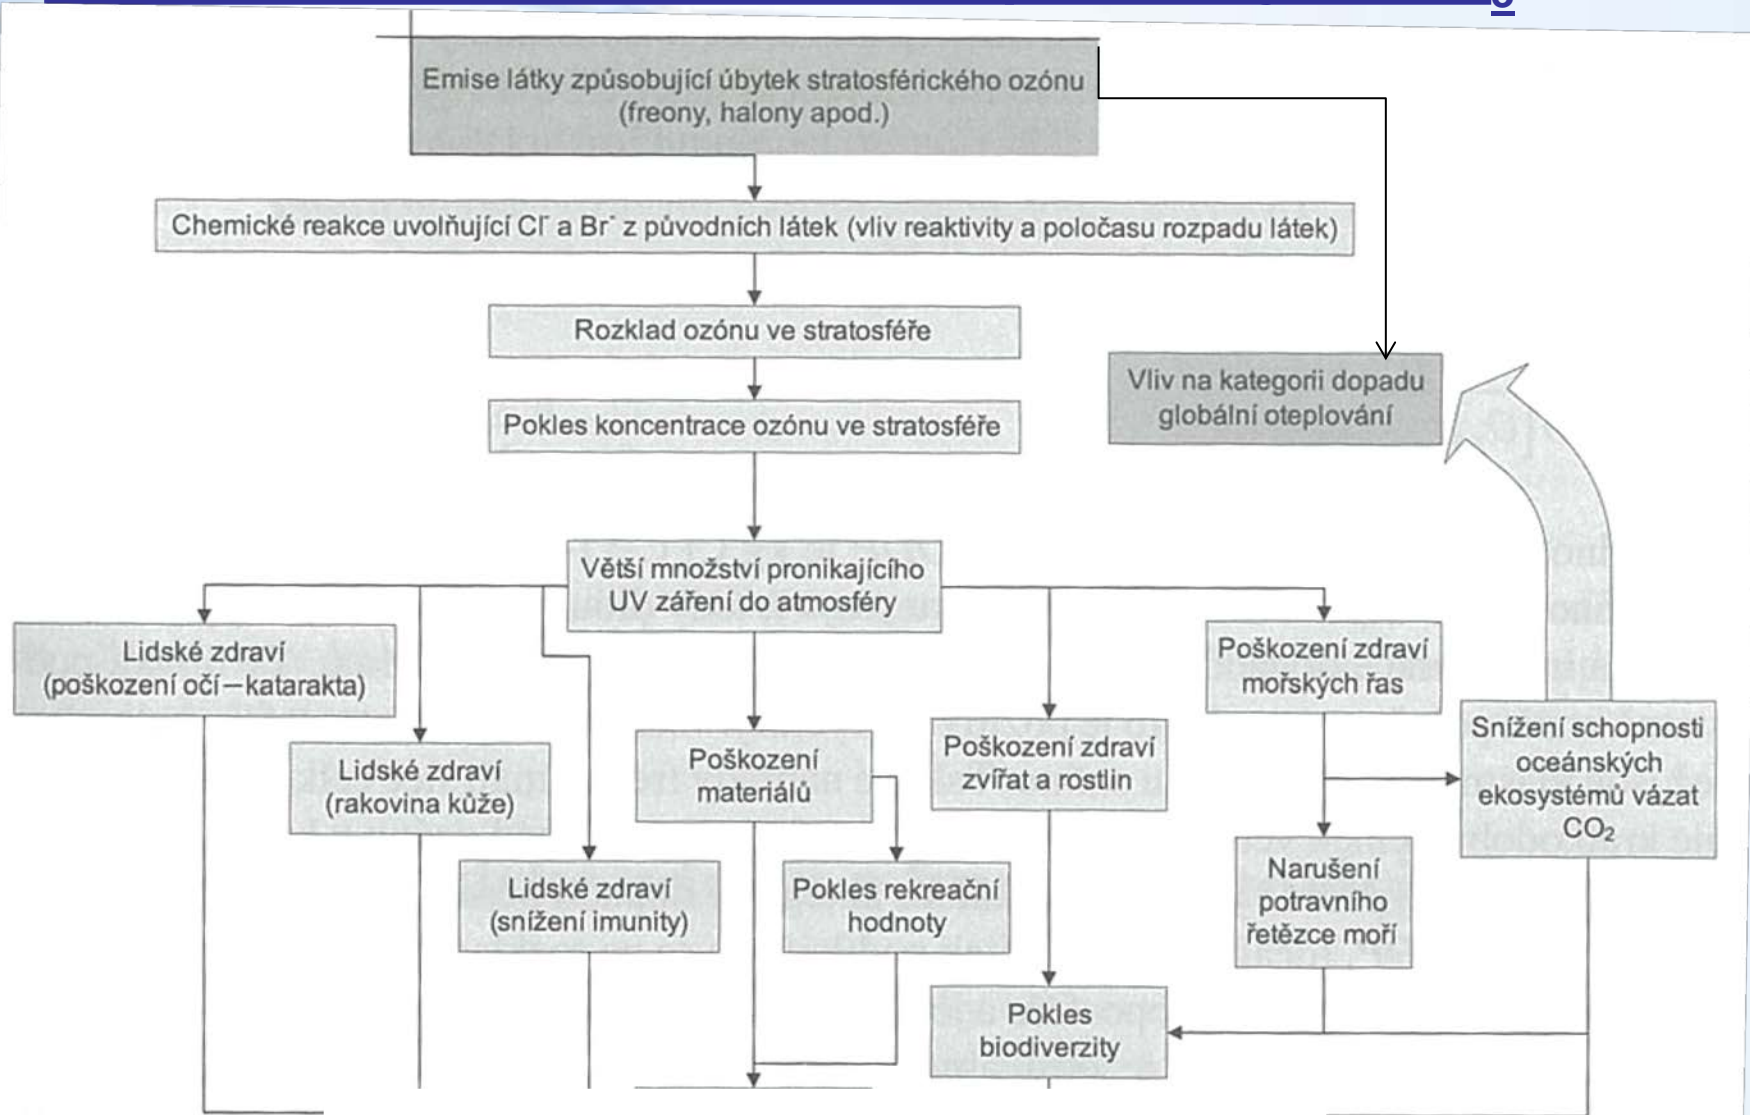 Emise látky způsobující úbytek stratosférického ozónu
(freony, halony apod.)
Chemické reakce uvolňující Cl⁻ a Br⁻ z původních látek (vliv reaktivity a poločasu rozpadu látek)
Rozklad ozónu ve stratosféře
Vliv na kategorii dopadu
globální oteplování
Pokles koncentrace ozónu ve stratosféře
Větší množství pronikajícího
UV záření do atmosféry
Lidské zdraví
(poškození očí–katarakta)
Lidské zdraví
(rakovina kůže)
Lidské zdraví
(snížení imunity)
Poškození
materiálů
Pokles rekreační
hodnoty
Poškození zdraví
zvířat a rostlin
Poškození zdraví
mořských řas
Snížení schopnosti
oceánských
ekosystémů vázat
CO₂
Narušení
potravního
řetězce moří
Pokles
biodiverzity